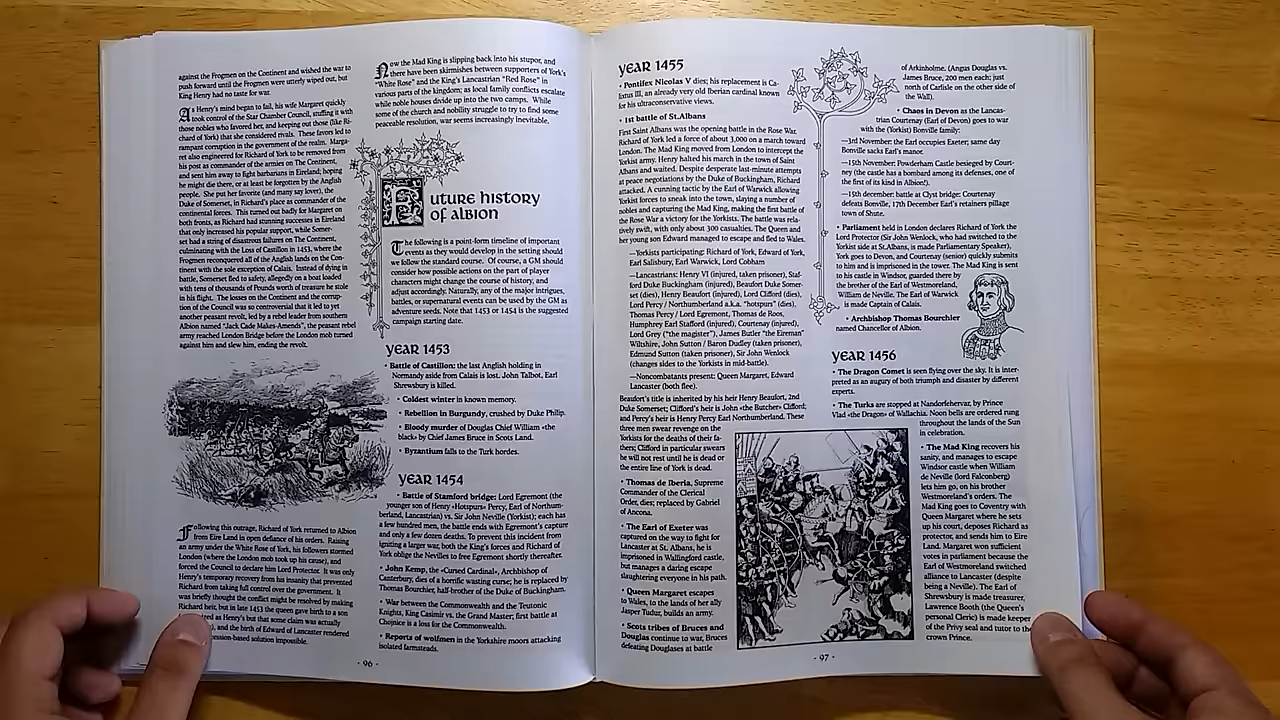 against the Frogmen on the Continent and wished the war to
push forward until the Frogmen were utterly wiped out, but
King Henry had no taste for war.
As Henry's mind began to fail, his wife Margaret quickly
took control of the Star Chamber Council, stuffing it with
those nobles who favored her, and keeping out those (like Ri-
chard of York) that she considered rivals. These favors led to
rampant corruption in the government of the realm. Marga-
ret also engineered for Richard of York to be removed from
his post as commander of the armies on The Continent,
and sent him away to fight barbarians in Eireland; hoping
he might die there, or at least be forgotten by the Anglish
people. She put her favorite (and many say lover), the
Duke of Somerset, in Richard's place as commander of the
continental forces. This turned out badly for Margaret on
both fronts, as Richard had stunning successes in Eireland
that only increased his popular support, while Somer-
set had a string of disastrous failures on The Continent,
culminating with the Loss of Castillon in 1453, where the
Frogmen reconquered all of the Anglish lands on the Con-
tinent with the sole exception of Calais. Instead of dying in
battle, Somerset fled to safety, allegedly on a boat loaded
with tens of thousands of Pounds worth of treasure he stole
in his flight. The losses on the Continent and the corrup-
tion of the Council was so controversial that it led to yet
another peasant revolt, led by a rebel leader from southern
Albion named "Jack Cade Makes-Amends", the peasant rebel
army reached London Bridge before the London mob turned
against him and slew him, ending the revolt.
Following this outrage, Richard of York returned to Albion
from Eire Land in open defiance of his orders. Raising
an army under the White Rose of York, his followers stormed
London (where the London mob took up his cause), and
forced the Council to declare him Lord Protector. It was only
Henry's temporary recovery from his insanity that prevented
Richard from taking full control over the government. It
was briefly thought the conflict might be resolved by making
Richard heir, but in late 1453 the queen gave birth to a son
as Henry's but that some claim was actually
, and the birth of Edward of Lancaster rendered
-based solution impossible.
Now the Mad King is slipping back into his stupor, and
there have been skirmishes between supporters of York's
"White Rose" and the King's Lancastrian "Red Rose" in
various parts of the kingdom; as local family conflicts escalate
while noble houses divide up into the two camps. While
some of the church and nobility struggle to try to find some
peaceable resolution, war seems increasingly inevitable.
Future history
of albion
The following is a point-form timeline of important
events as they would develop in the setting should
we follow the standard course. Of course, a GM should
consider how possible actions on the part of player
characters might change the course of history, and
adjust accordingly. Naturally, any of the major intrigues,
battles, or supernatural events can be used by the GM as
adventure seeds. Note that 1453 or 1454 is the suggested
campaign starting date.
year 1453
• Battle of Castillon: the last Anglish holding in
Normandy aside from Calais is lost. John Talbot, Earl
Shrewsbury is killed.
• Coldest winter in known memory.
• Rebellion in Burgundy, crushed by Duke Philip.
• Bloody murder of Douglas Chief William «the
black» by Chief James Bruce in Scots Land.
• Byzantium falls to the Turk hordes.
year 1454
• Battle of Stamford bridge: Lord Egremont (the
younger son of Henry «Hotspurs» Percy, Earl of Northum-
berland, Lancastrian) vs. Sir John Neville (Yorkist); each has
a few hundred men, the battle ends with Egremont's capture
and only a few dozen deaths. To prevent this incident from
igniting a larger war, both the King's forces and Richard of
York oblige the Nevilles to free Egremont shortly thereafter.
• John Kemp, the «Cursed Cardinal», Archbishop of
Canterbury, dies of a horrific wasting curse; he is replaced by
Thomas Bourchier, half-brother of the Duke of Buckingham.
• War between the Commonwealth and the Teutonic
Knights, King Casimir vs. the Grand Master; first battle at
Chojnice is a loss for the Commonwealth.
• Reports of wolfmen in the Yorkshire moors attacking
isolated farmsteads.
- 96 -
year 1455
• Pontifex Nicolas V dies; his replacement is Ca-
lixtus III, an already very old Iberian cardinal known
for his ultraconservative views.
• 1st battle of St.Albans
First Saint Albans was the opening battle in the Rose War.
Richard of York led a force of about 3,000 on a march toward
London. The Mad King moved from London to intercept the
Yorkist army. Henry halted his march in the town of Saint
Albans and waited. Despite desperate last-minute attempts
at peace negotiations by the Duke of Buckingham, Richard
attacked. A cunning tactic by the Earl of Warwick allowing
Yorkist forces to sneak into the town, slaying a number of
nobles and capturing the Mad King, making the first battle of
the Rose War a victory for the Yorkists. The battle was rela-
tively swift, with only about 300 casualties. The Queen and
her young son Edward managed to escape and fled to Wales.
—Yorkists participating: Richard of York, Edward of York,
Earl Salisbury, Earl Warwick, Lord Cobham
—Lancastrians: Henry VI (injured, taken prisoner), Staf-
ford Duke Buckingham (injured), Beaufort Duke Somer-
set (dies), Henry Beaufort (injured), Lord Clifford (dies),
Lord Percy / Northumberland a.k.a. "hotspurs" (dies),
Thomas Percy / Lord Egremont, Thomas de Roos,
Humphrey Earl Stafford (injured), Courtenay (injured),
Lord Grey ("the magister"), James Butler "the Eireman"
Wiltshire, John Sutton / Baron Dudley (taken prisoner),
Edmund Sutton (taken prisoner), Sir John Wenlock
(changes sides to the Yorkists in mid-battle).
—Noncombatants present: Queen Margaret, Edward
Lancaster (both flee).
Beaufort's title is inherited by his heir Henry Beaufort, 2nd
Duke Somerset; Clifford's heir is John «the Butcher» Clifford;
and Percy's heir is Henry Percy Earl Northumberland. These
three men swear revenge on the
Yorkists for the deaths of their fa-
thers; Clifford in particular swears
he will not rest until he is dead or
the entire line of York is dead.
• Thomas de Iberia, Supreme
Commander of the Clerical
Order, dies; replaced by Gabriel
of Ancona.
• The Earl of Exeter was
captured on the way to fight for
Lancaster at St. Albans, he is
imprisoned in Wallingford castle,
but manages a daring escape
slaughtering everyone in his path.
• Queen Margaret escapes
to Wales, to the lands of her ally
Jasper Tudur, builds an army.
• Scots tribes of Bruces and
Douglas continue to war, Bruces
defeating Douglases at battle
of Arkinholme. (Angus Douglas vs.
James Bruce, 200 men each; just
north of Carlisle on the other side of
the Wall).
• Chaos in Devon as the Lancas-
trian Courtney (Earl of Devon) goes to war
with the (Yorkist) Bonville family:
—3rd November: the Earl occupies Exeter; same day
Bonville sacks Earl's manor.
—15th November: Powderham Castle besieged by Court-
ney (the castle has a bombard among its defenses, one of
the first of its kind in Albion!).
—15th december: battle at Clyst bridge; Courtenay
defeats Bonville, 17th December Earl's retainers pillage
town of Shute.
• Parliament held in London declares Richard of York the
Lord Protector (Sir John Wenlock, who had switched to the
Yorkist side at St.Albans, is made Parliamentary Speaker),
York goes to Devon, and Courtenay (senior) quickly submits
to him and is imprisoned in the tower. The Mad King is sent
to his castle in Windsor, guarded there by
the brother of the Earl of Westmoreland,
William de Neville. The Earl of Warwick
is made Captain of Calais.
• Archbishop Thomas Bourchier
named Chancellor of Albion.
year 1456
• The Dragon Comet is seen flying over the sky. It is inter-
preted as an augury of both triumph and disaster by different
experts.
• The Turks are stopped at Nandorfehervar, by Prince
Vlad «the Dragon» of Wallachia. Noon bells are ordered rung
throughout the lands of the Sun
in celebration.
• The Mad King recovers his
sanity, and manages to escape
Windsor castle when William
de Neville (lord Falconberg)
lets him go, on his brother
Westmoreland's orders. The
Mad King goes to Coventry with
Queen Margaret where he sets
up his court, deposes Richard as
protector, and sends him to Eire
Land. Margaret won sufficient
votes in parliament because the
Earl of Westmoreland switched
alliance to Lancaster (despite
being a Neville). The Earl of
Shrewsbury is made treasurer,
Lawrence Booth (the Queen's
personal Cleric) is made keeper
of the Privy seal and tutor to the
crown Prince.
- 97 -